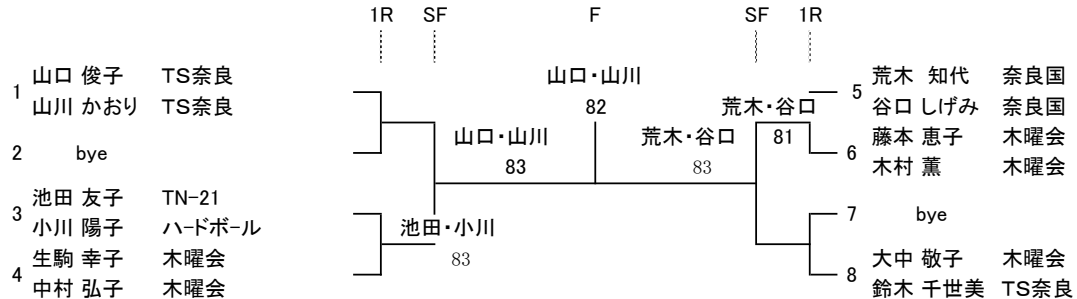 1R SF F SF 1R
山口・山川
1 山口 俊子 TS奈良
山川 かおり TS奈良
82
荒木・谷口
5 荒木 知代 奈良国
谷口 しげみ 奈良国
2 bye
山口・山川
83
荒木・谷口
83
81
6 藤本 恵子 木曜会
木村 薫 木曜会
3 池田 友子 TN-21
小川 陽子 ハードボール
池田・小川
83
7 bye
4 生駒 幸子 木曜会
中村 弘子 木曜会
8 大中 敬子 木曜会
鈴木 千世美 TS奈良